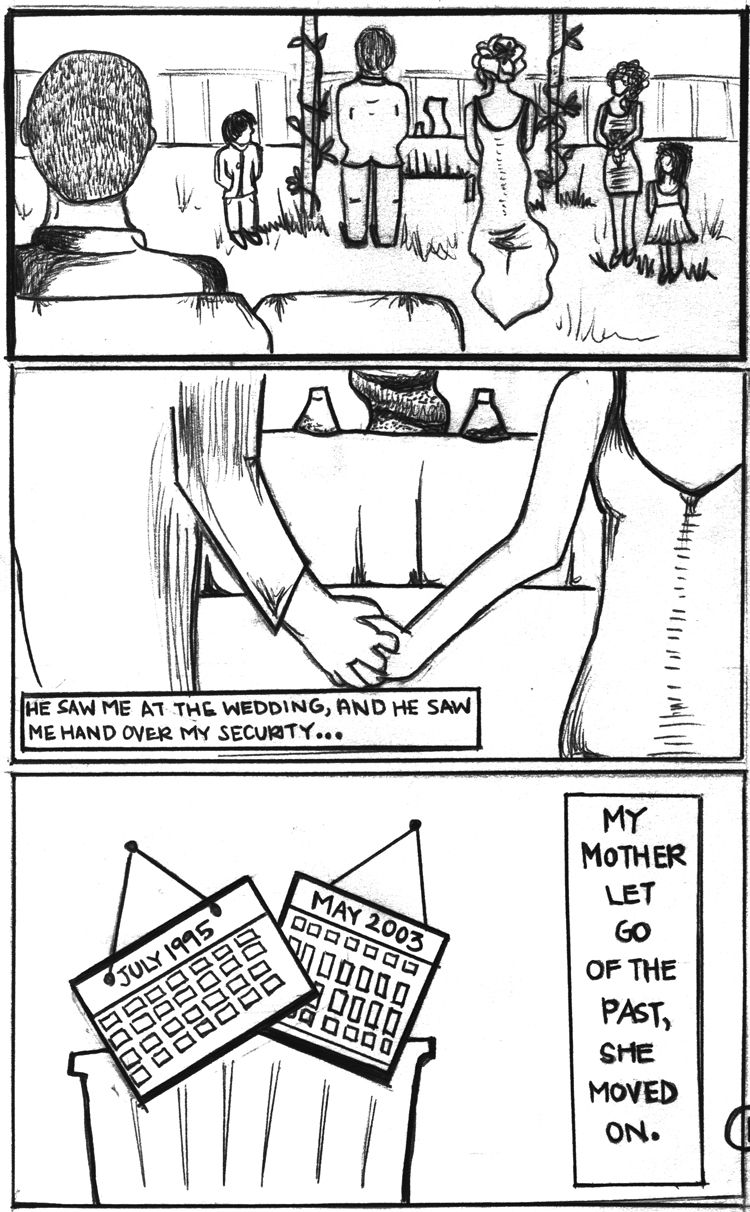 HE SAW ME AT THE WEDDING, AND HE SAW
ME HAND OVER MY SECURITY...
JULY 1995
MAY 2003
MY
MOTHER
LET
GO
OF THE
PAST,
SHE
MOVED
ON.